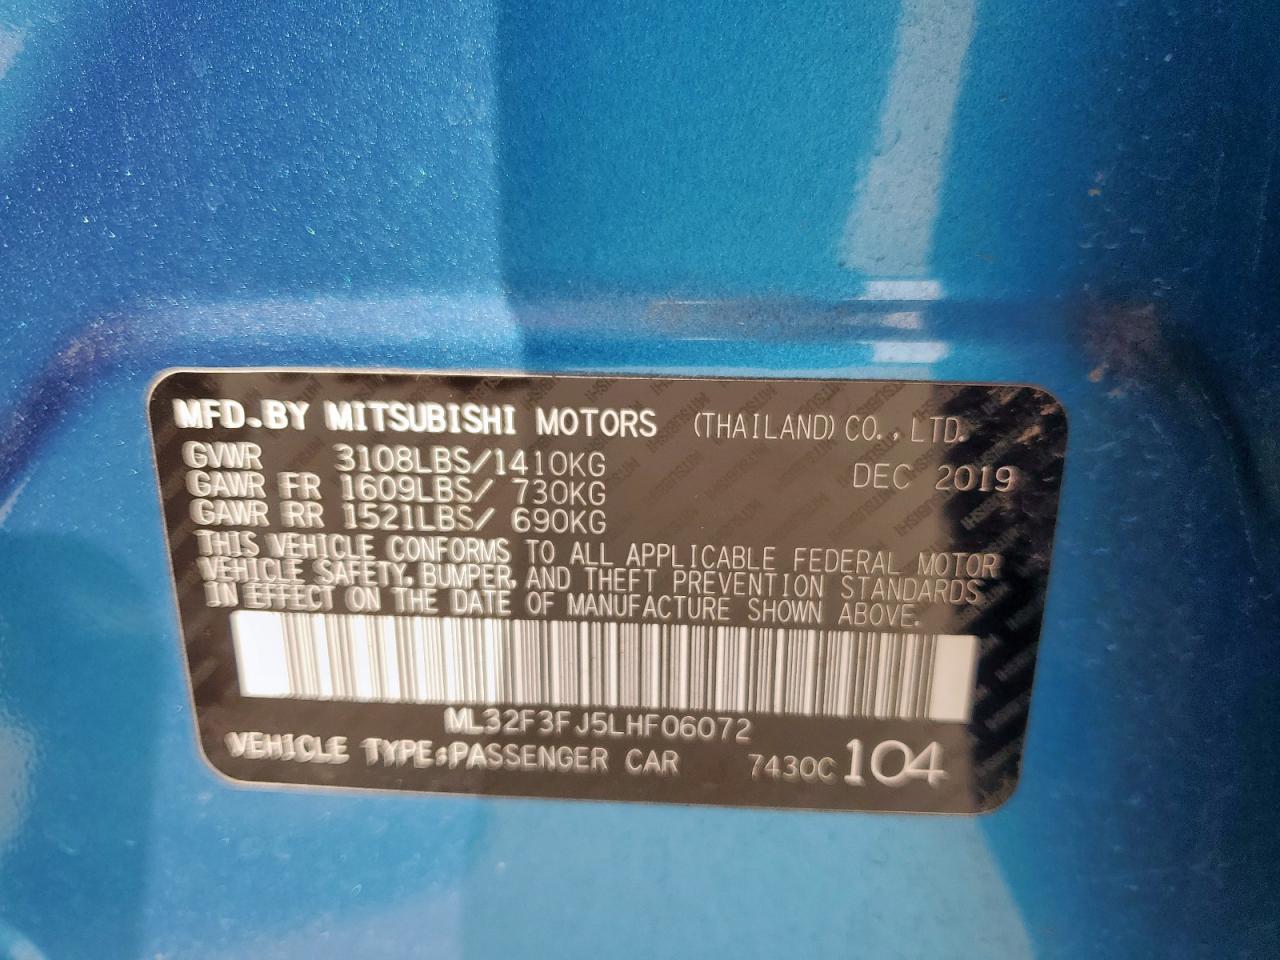 MFD.BY MITSUBISHI MOTORS (THAILAND) CO., LTD.
GVWR 3108LBS/1410KG DEC 2019
GAWR FR 1609LBS/ 730KG
GAWR RR 1521LBS/ 690KG
THIS VEHICLE CONFORMS TO ALL APPLICABLE FEDERAL MOTOR
VEHICLE SAFETY, BUMPER, AND THEFT PREVENTION STANDARDS
IN EFFECT ON THE DATE OF MANUFACTURE SHOWN ABOVE.
ML32F3FJ5LHF06072
VEHICLE TYPE:PASSENGER CAR 7430C 104